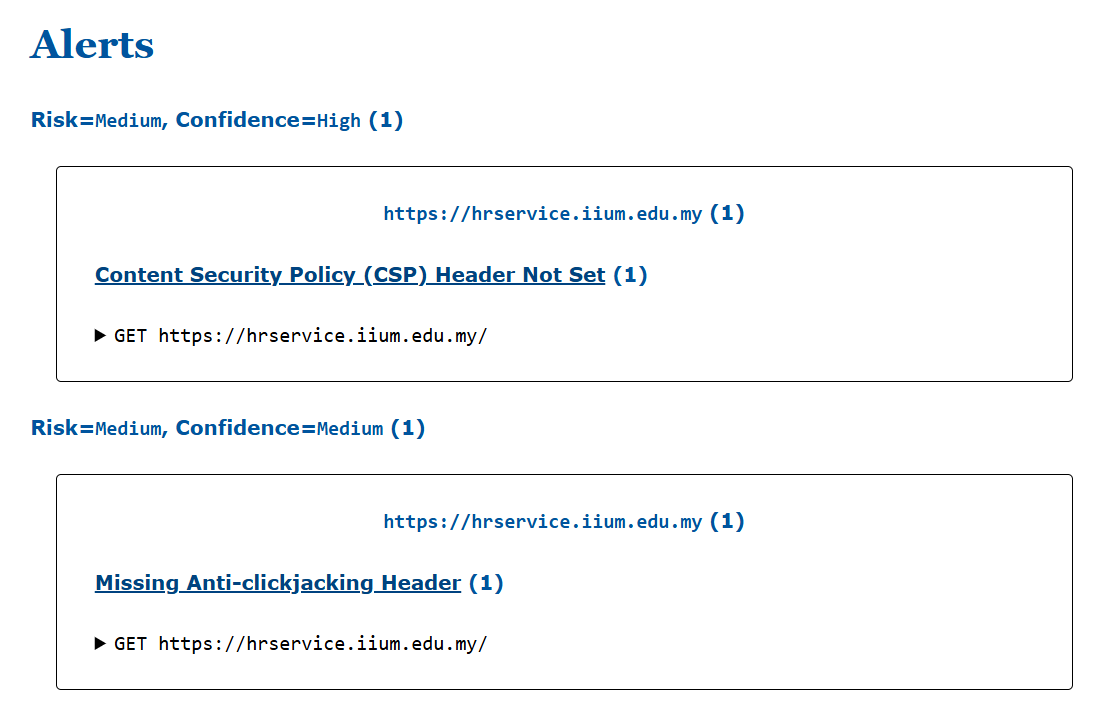 Alerts
Risk=Medium, Confidence=High (1)
https://hrservice.iium.edu.my (1)
Content Security Policy (CSP) Header Not Set (1)
GET https://hrservice.iium.edu.my/
Risk=Medium, Confidence=Medium (1)
https://hrservice.iium.edu.my (1)
Missing Anti-clickjacking Header (1)
GET https://hrservice.iium.edu.my/